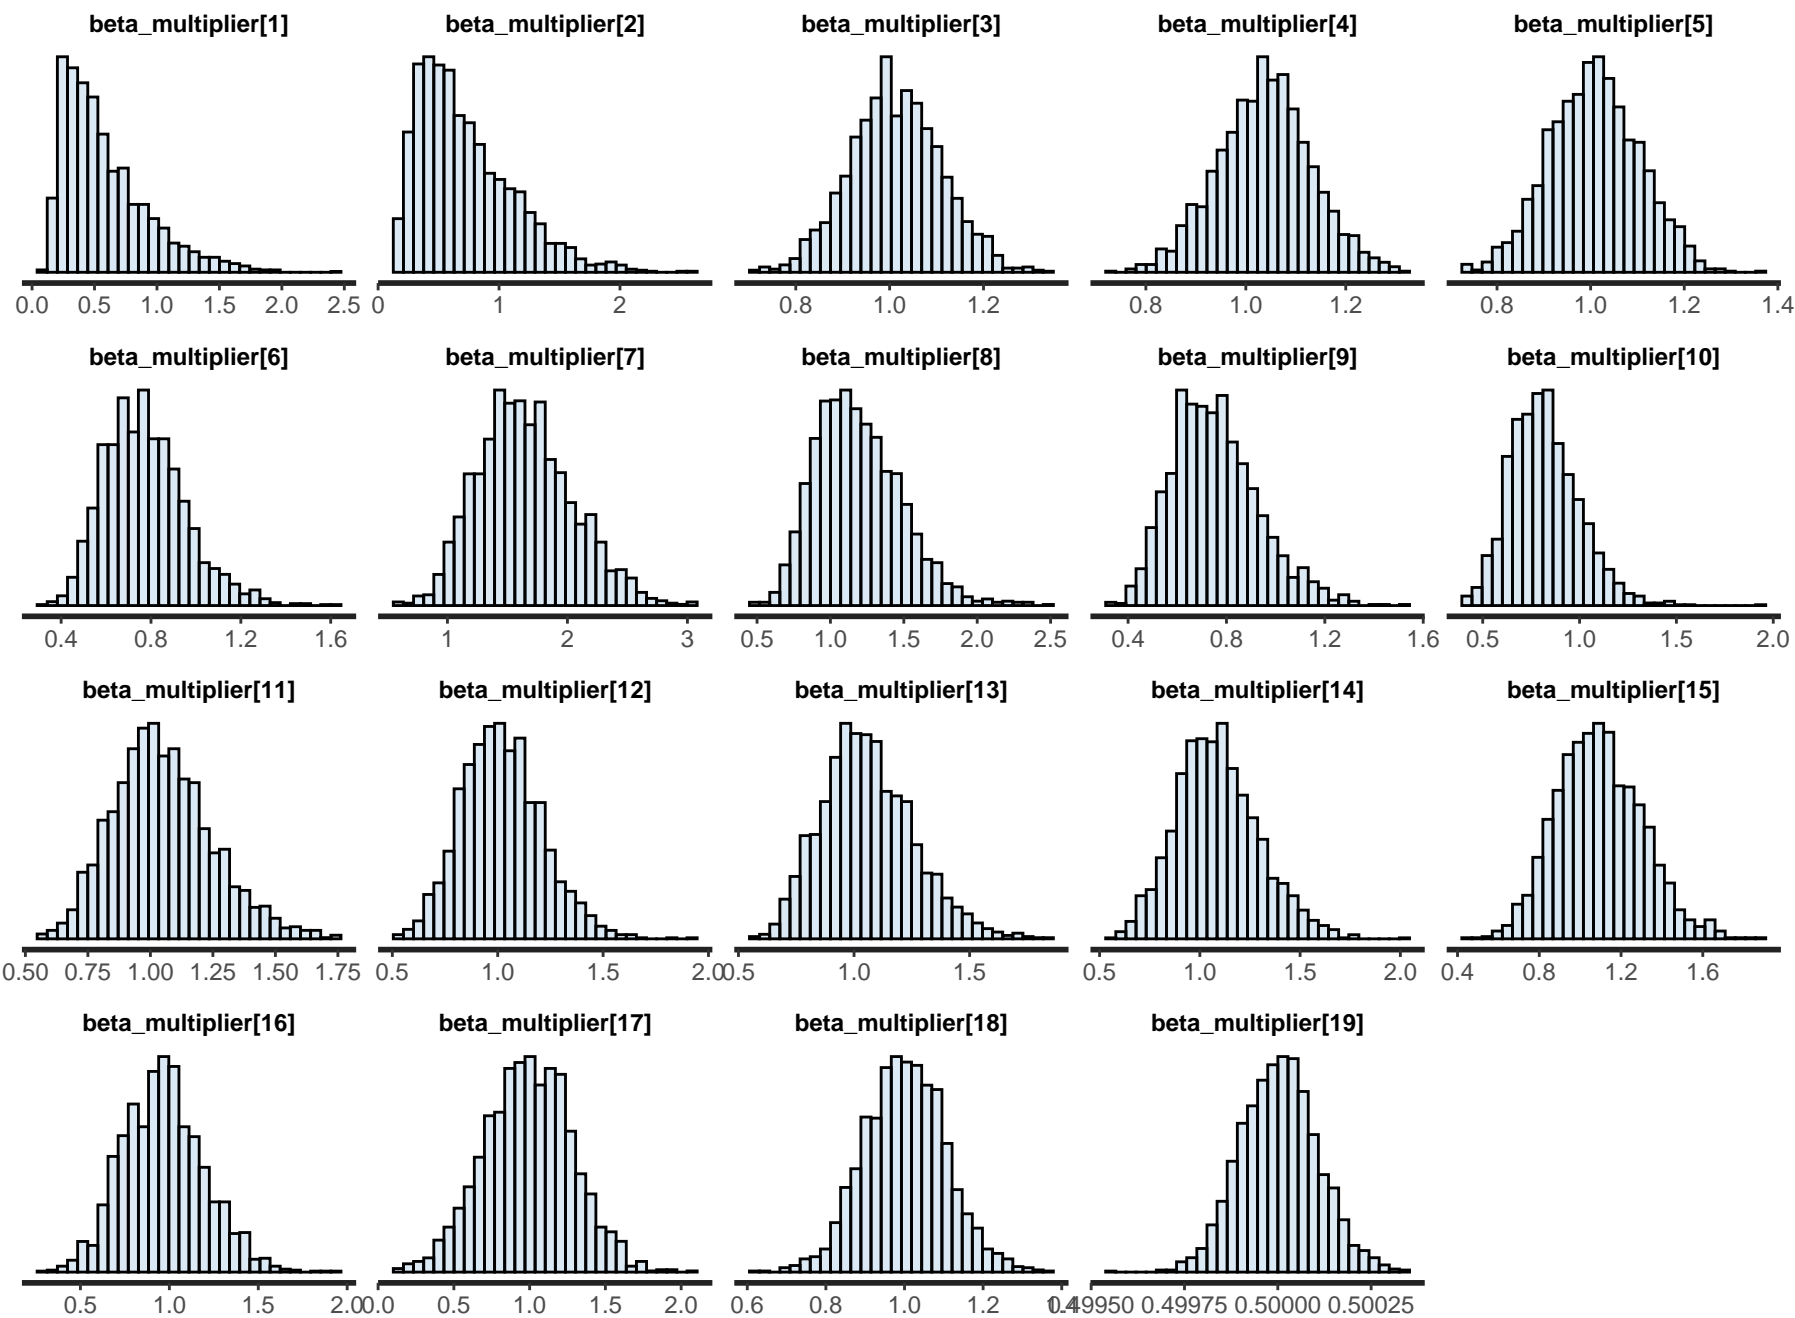 beta_multiplier[1] beta_multiplier[2] beta_multiplier[3] beta_multiplier[4] beta_multiplier[5]
0.0 0.5 1.0 1.5 2.0 2.5 0 1 2 0.8 1.0 1.2 0.8 1.0 1.2 0.8 1.0 1.2 1.4
beta_multiplier[6] beta_multiplier[7] beta_multiplier[8] beta_multiplier[9] beta_multiplier[10]
0.4 0.8 1.2 1.6 1 2 3 0.5 1.0 1.5 2.0 2.5 0.4 0.8 1.2 1.6 0.5 1.0 1.5 2.0
beta_multiplier[11] beta_multiplier[12] beta_multiplier[13] beta_multiplier[14] beta_multiplier[15]
0.50 0.75 1.00 1.25 1.50 1.75 0.5 1.0 1.5 2.0 0.5 1.0 1.5 0.5 1.0 1.5 2.0 0.4 0.8 1.2 1.6
beta_multiplier[16] beta_multiplier[17] beta_multiplier[18] beta_multiplier[19]
0.5 1.0 1.5 2.0 0.0 0.5 1.0 1.5 2.0 0.6 0.8 1.0 1.2 1.4 0.49950 0.49975 0.50000 0.50025